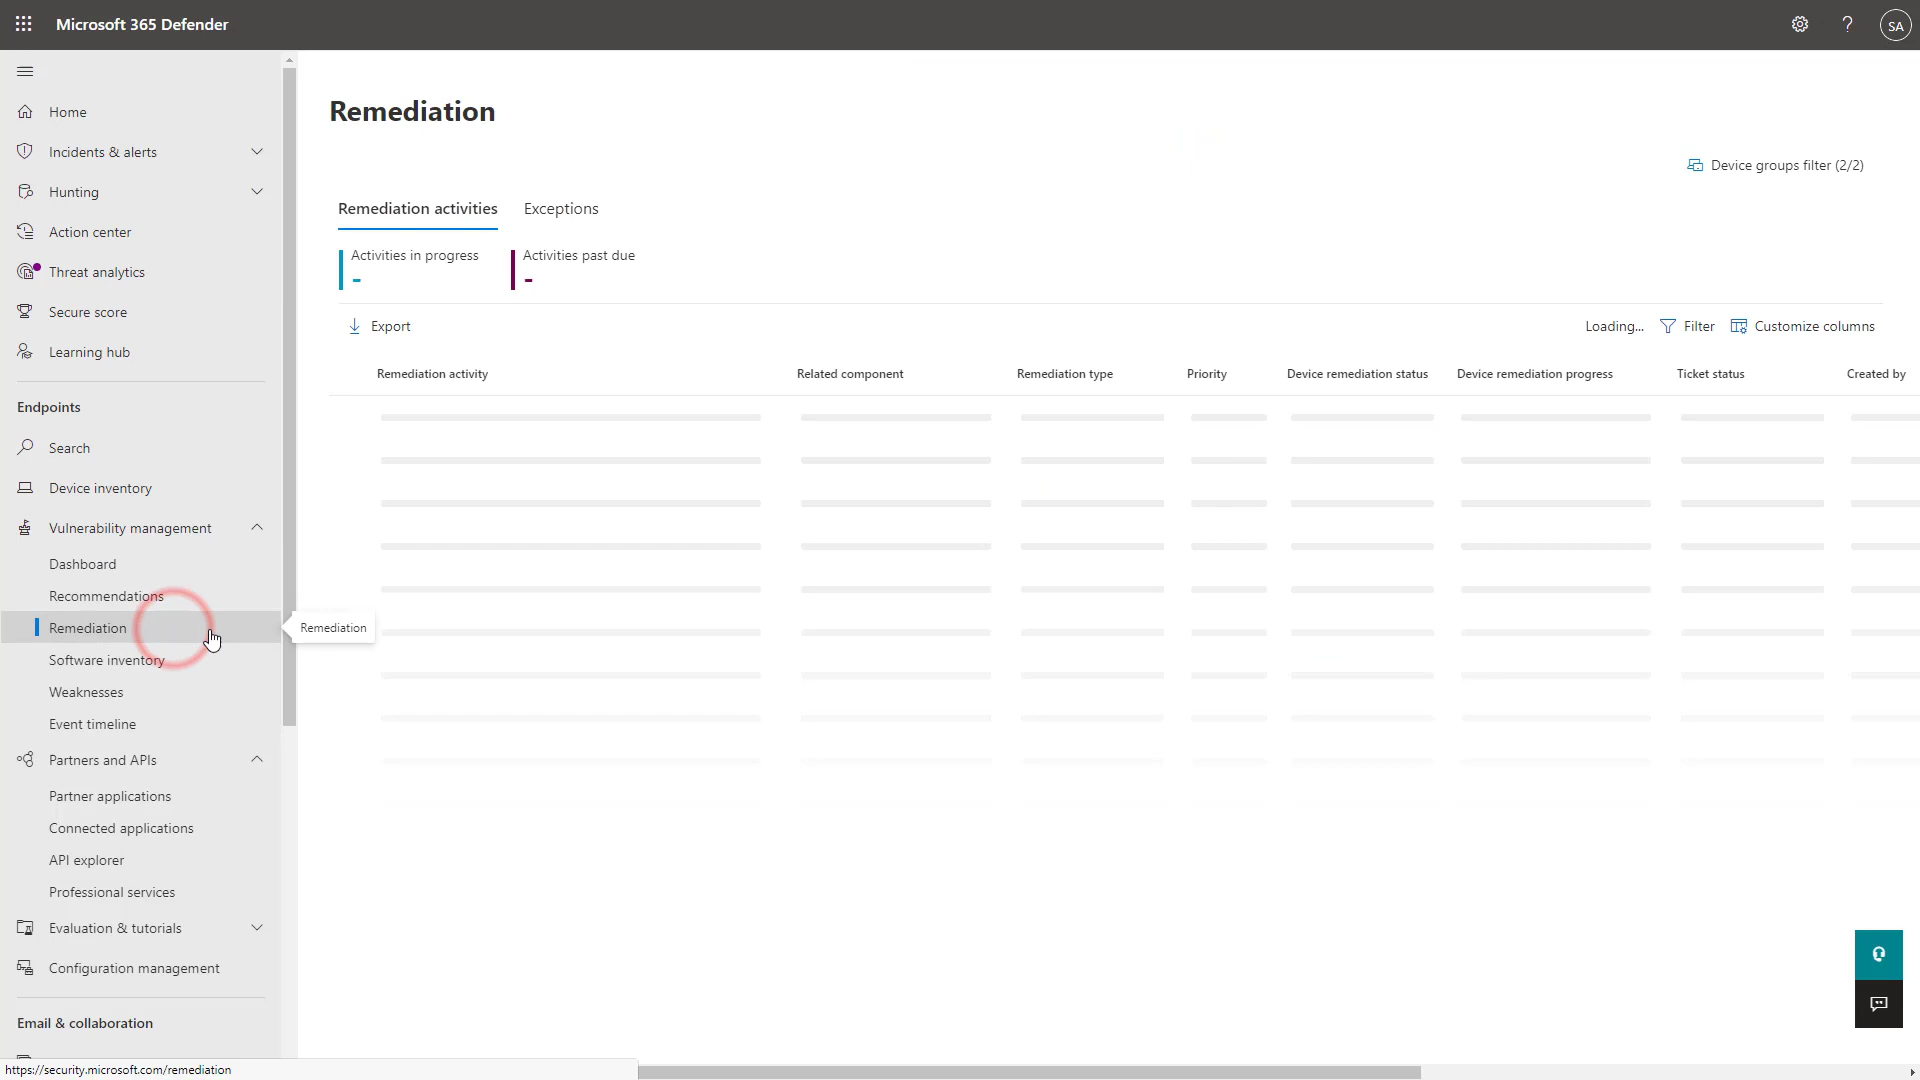 Microsoft 365 Defender
?
SA
Home
Incidents & alerts
Hunting
Action center
Threat analytics
Secure score
Learning hub
Endpoints
Search
Device inventory
Vulnerability management
Dashboard
Recommendations
Remediation
Software inventory
Weaknesses
Event timeline
Partners and APIs
Partner applications
Connected applications
API explorer
Professional services
Evaluation & tutorials
Configuration management
Email & collaboration
https://security.microsoft.com/remediation
Remediation
Remediation
Device groups filter (2/2)
Remediation activities Exceptions
Activities in progress Activities past due
- -
Export Loading... Filter Customize columns
Remediation activity Related component Remediation type Priority Device remediation status Device remediation progress Ticket status Created by